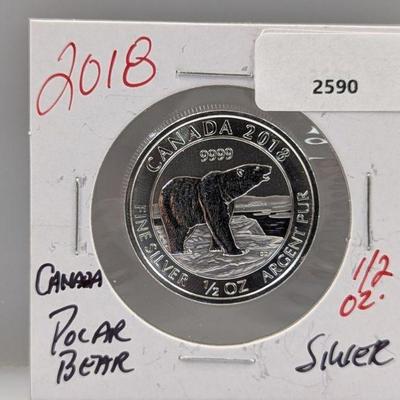 2018
2590
CANADA 2018
9999
FINE SILVER 1/2 OZ ARGENT PUR
CANADA
POLAR
BEAR
1/2
OZ.
SILVER